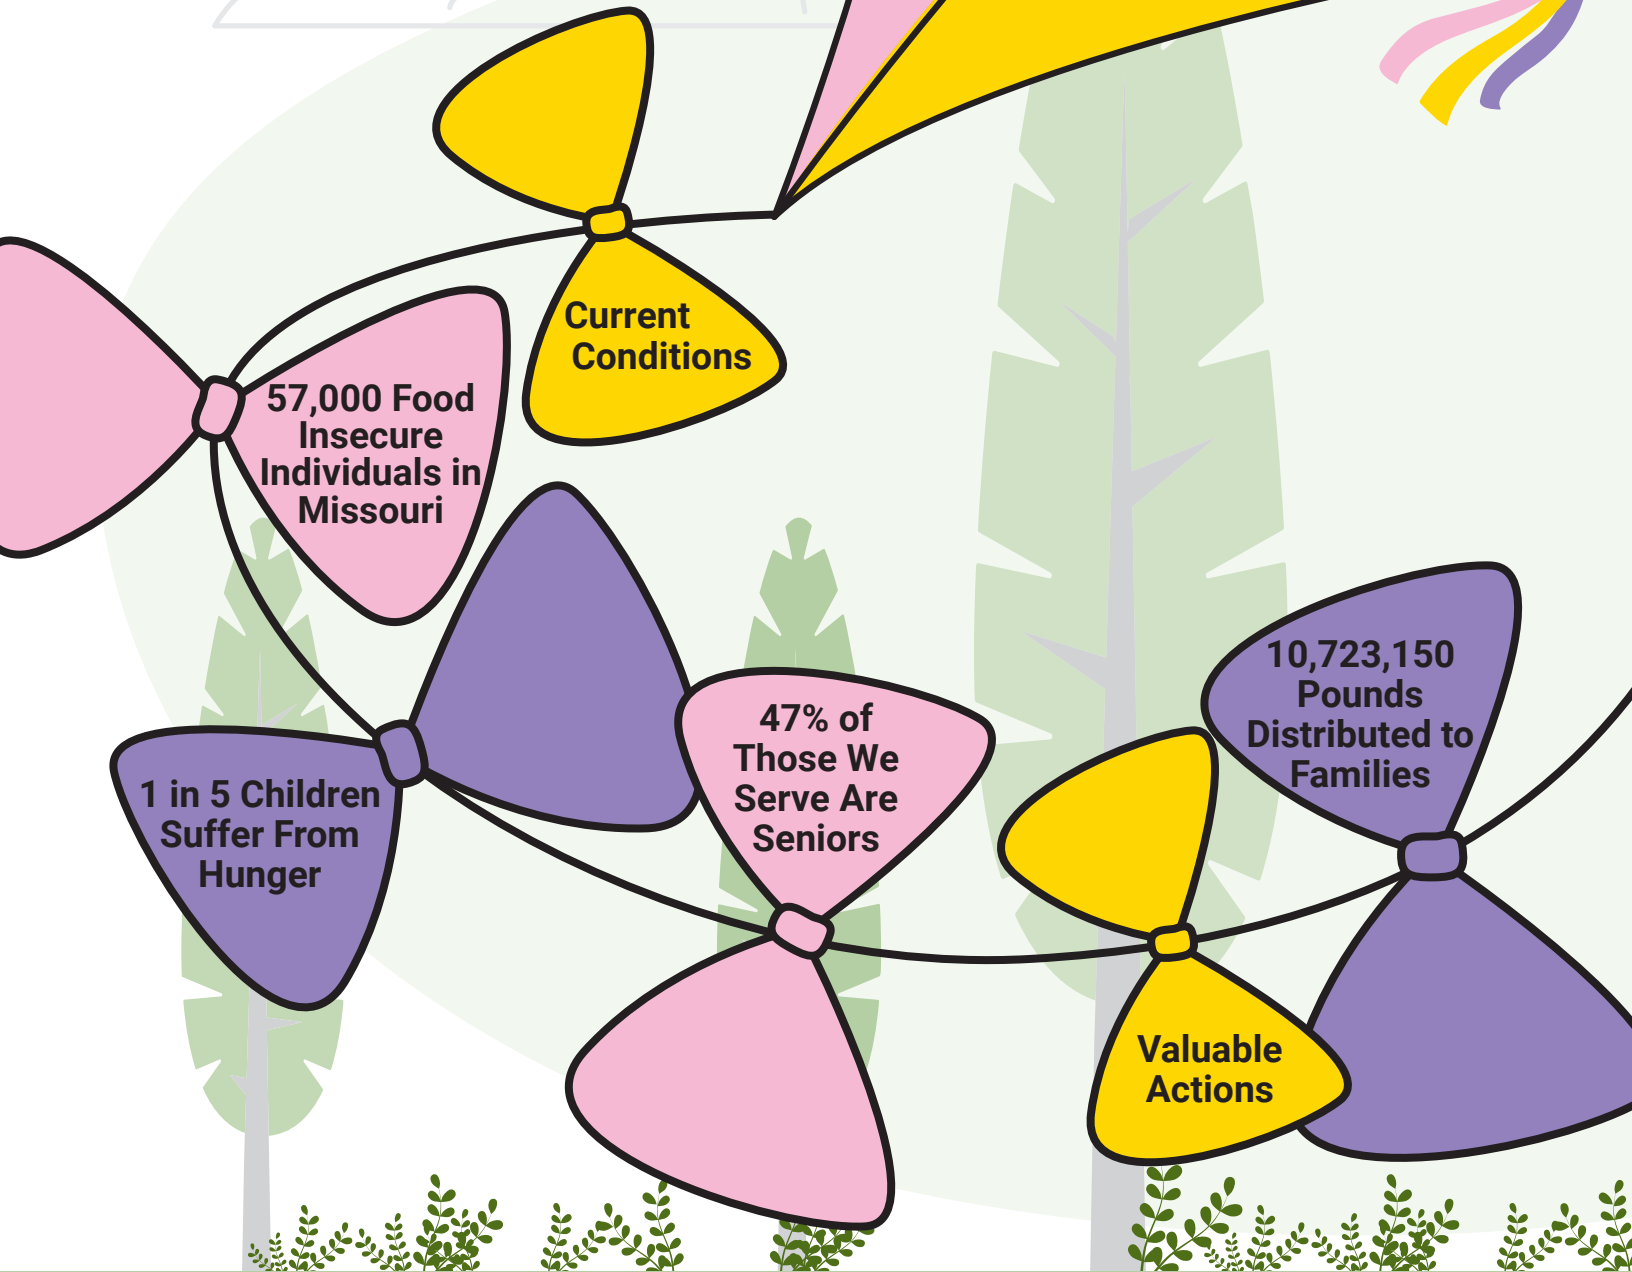 Current
Conditions
57,000 Food
Insecure
Individuals in
Missouri
1 in 5 Children
Suffer From
Hunger
47% of
Those We
Serve Are
Seniors
Valuable
Actions
10,723,150
Pounds
Distributed to
Families